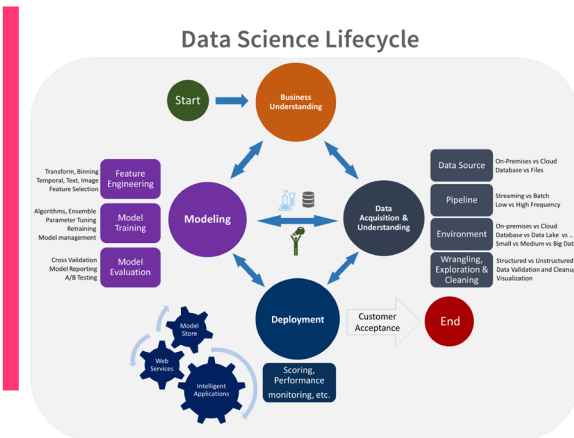 Data Science Lifecycle
Start
Business
Understanding
Transform, Binning
Temporal, Text, Image
Feature Selection
Feature
Engineering
Algorithms, Ensemble
Parameter Tuning
Retraining
Model management
Model
Training
Cross Validation
Model Reporting
A/B Testing
Model
Evaluation
Modeling
Data
Acquisition &
Understanding
Data Source
On-Premises vs Cloud
Database vs Files
Pipeline
Streaming vs Batch
Low vs High Frequency
Environment
On-premises vs Cloud
Database vs Data Lake vs ..
Small vs Medium vs Big Data
Wrangling,
Exploration &
Cleaning
Structured vs Unstructured
Data Validation and Cleanup
Visualization
Deployment
Customer
Acceptance
End
Scoring,
Performance
monitoring, etc.
Model
Store
Web
Services
Intelligent
Applications